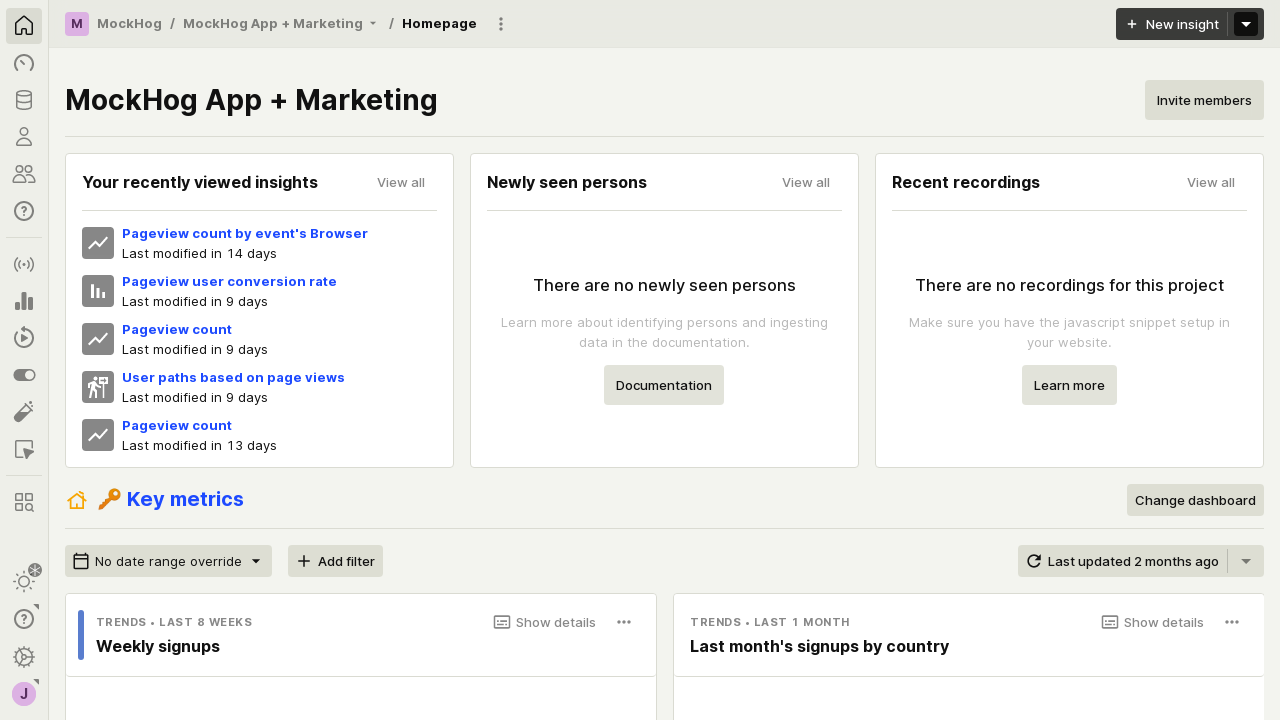 M MockHog / MockHog App + Marketing / Homepage
New insight
MockHog App + Marketing
Invite members
Your recently viewed insights View all
Pageview count by event's Browser
Last modified in 14 days
Pageview user conversion rate
Last modified in 9 days
Pageview count
Last modified in 9 days
User paths based on page views
Last modified in 9 days
Pageview count
Last modified in 13 days
Newly seen persons View all
There are no newly seen persons
Learn more about identifying persons and ingesting
data in the documentation.
Documentation
Recent recordings View all
There are no recordings for this project
Make sure you have the javascript snippet setup in
your website.
Learn more
Key metrics
Change dashboard
No date range override
Add filter
Last updated 2 months ago
TRENDS • LAST 8 WEEKS
Show details
Weekly signups
TRENDS • LAST 1 MONTH
Show details
Last month's signups by country
J